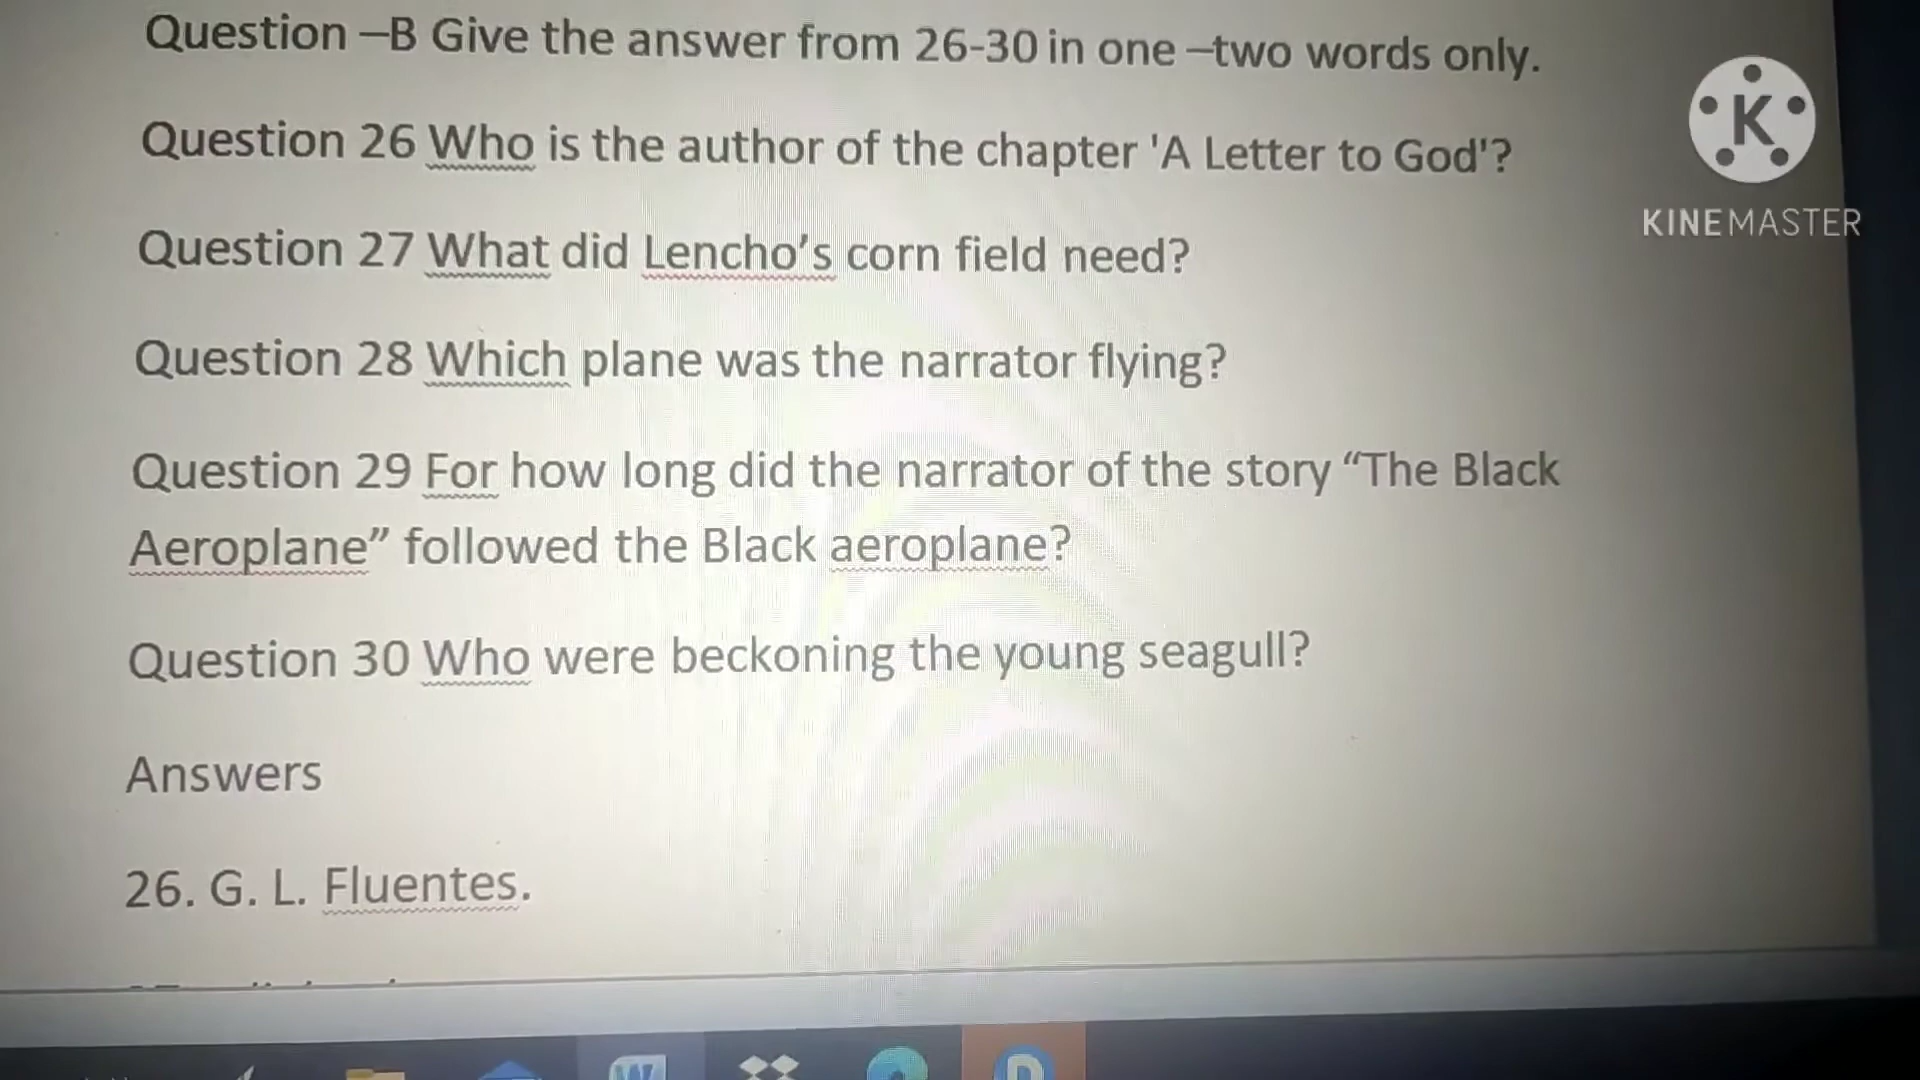 Question –B Give the answer from 26-30 in one –two words only.
Question 26 Who is the author of the chapter 'A Letter to God'?
Question 27 What did Lencho's corn field need?
Question 28 Which plane was the narrator flying?
Question 29 For how long did the narrator of the story “The Black
Aeroplane” followed the Black aeroplane?
Question 30 Who were beckoning the young seagull?
Answers
26. G. L. Fluentes.
KINEMASTER